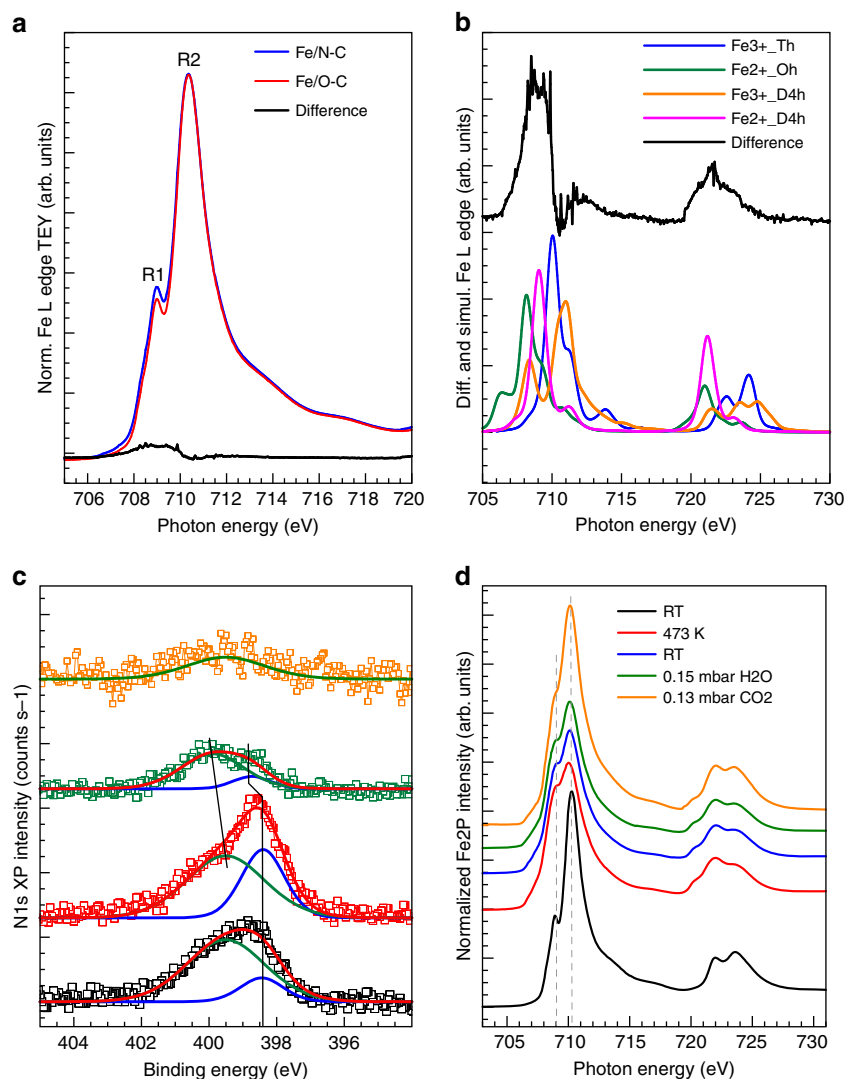 a
Norm. Fe L edge TEY (arb. units)
R1
R2
Fe/N-C
Fe/O-C
Difference
706 708 710 712 714 716 718 720
Photon energy (eV)
b
Diff. and simul. Fe L edge (arb. units)
Fe3+_Th
Fe2+_Oh
Fe3+_D4h
Fe2+_D4h
Difference
705 710 715 720 725 730
Photon energy (eV)
c
N1s XP intensity (counts s–1)
404 402 400 398 396
Binding energy (eV)
d
Normalized Fe2P intensity (arb. units)
RT
473 K
RT
0.15 mbar H2O
0.13 mbar CO2
705 710 715 720 725 730
Photon energy (eV)